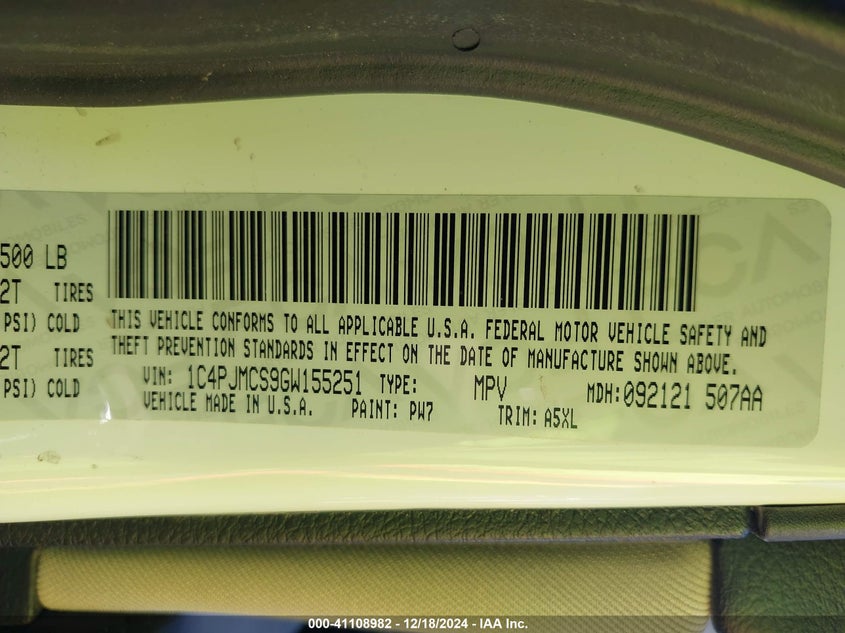 500 LB
2T TIRES
PSI) COLD
2T TIRES
PSI) COLD
THIS VEHICLE CONFORMS TO ALL APPLICABLE U.S.A. FEDERAL MOTOR VEHICLE SAFETY AND
THEFT PREVENTION STANDARDS IN EFFECT ON THE DATE OF MANUFACTURE SHOWN ABOVE.
VIN: 1C4PJMCS9GW155251 TYPE: MPV MDH:092121 507AA
VEHICLE MADE IN U.S.A. PAINT: PW7 TRIM: A5XL
000-41108982 - 12/18/2024 - IAA Inc.